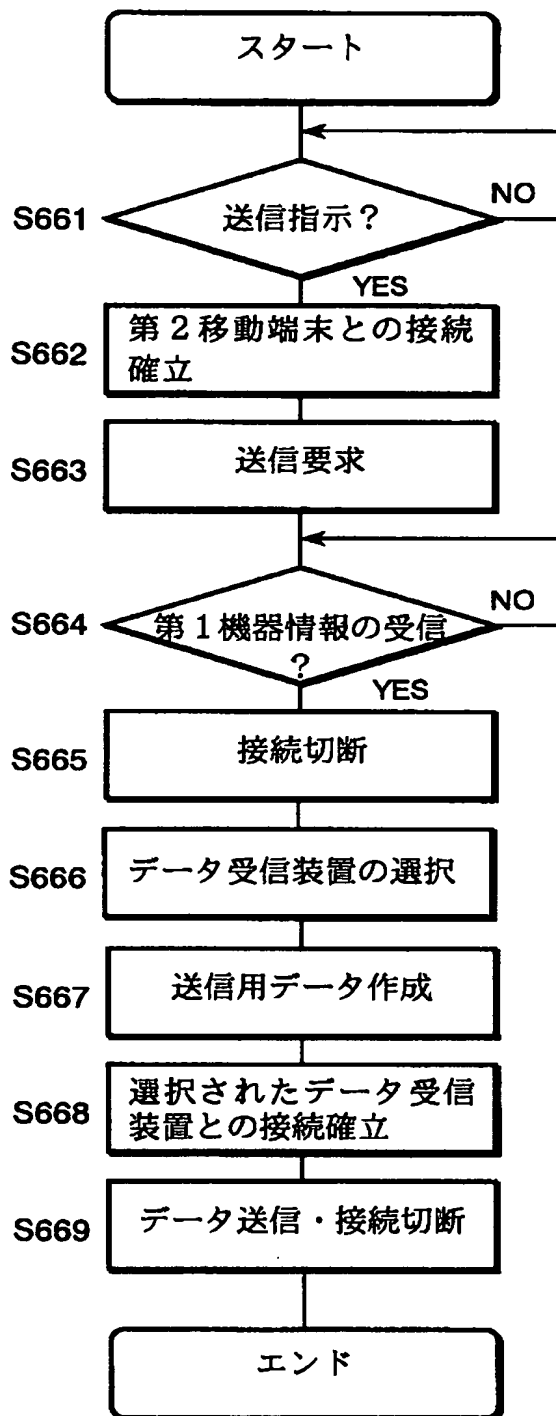 スタート
S661
送信指示？
NO
YES
S662
第2移動端末との接続
確立
S663
送信要求
S664
第1機器情報の受信
？
NO
YES
S665
接続切断
S666
データ受信装置の選択
S667
送信用データ作成
S668
選択されたデータ受信
装置との接続確立
S669
データ送信・接続切断
エンド